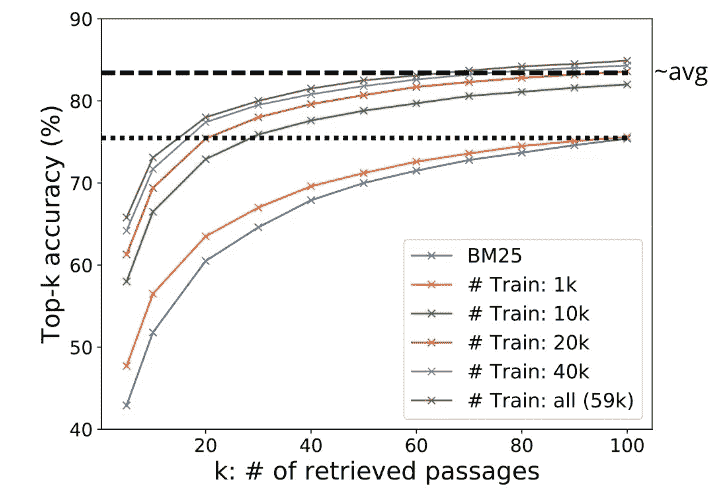 90
80
70
60
50
40
~avg
Top-k accuracy (%)
BM25
# Train: 1k
# Train: 10k
# Train: 20k
# Train: 40k
# Train: all (59k)
20 40 60 80 100
k: # of retrieved passages